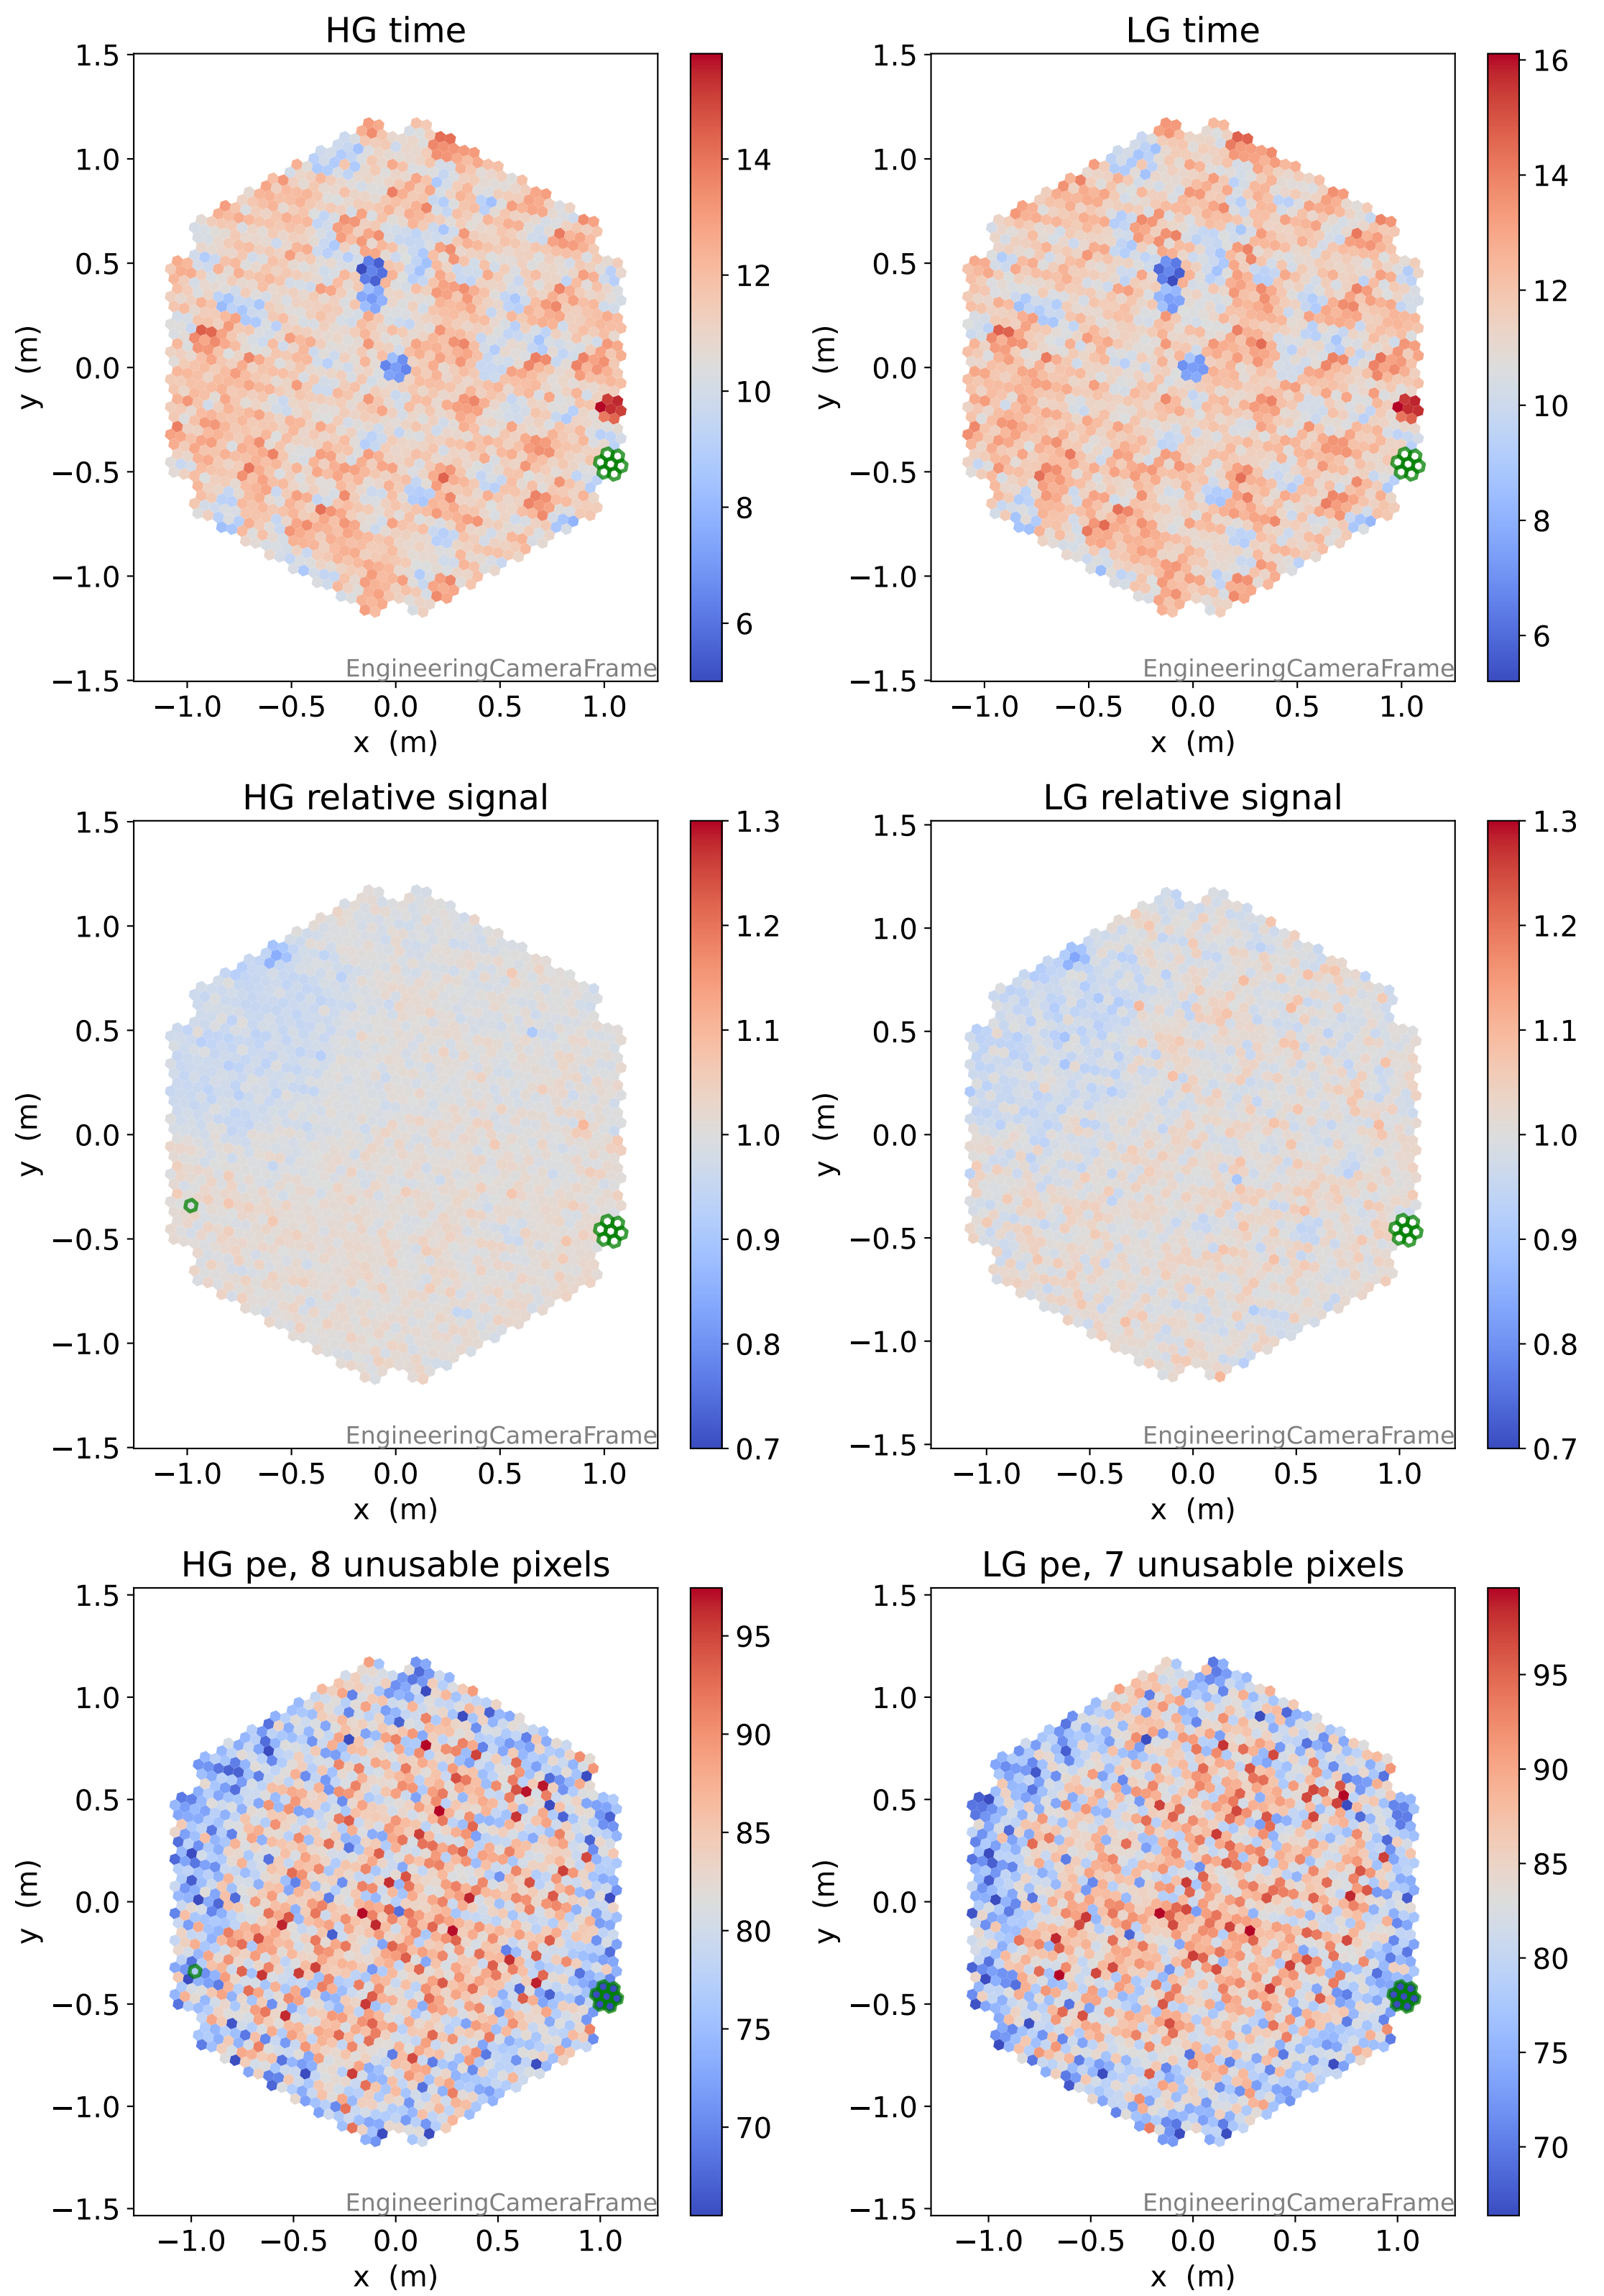 HG time
1.5
1.0
0.5
0.0
−0.5
−1.0
−1.5
y (m)
EngineeringCameraFrame
−1.0 −0.5 0.0 0.5 1.0
x (m)
14
12
10
8
6
LG time
1.5
1.0
0.5
0.0
−0.5
−1.0
−1.5
y (m)
EngineeringCameraFrame
−1.0 −0.5 0.0 0.5 1.0
x (m)
16
14
12
10
8
6
HG relative signal
1.5
1.0
0.5
0.0
−0.5
−1.0
−1.5
y (m)
EngineeringCameraFrame
−1.0 −0.5 0.0 0.5 1.0
x (m)
1.3
1.2
1.1
1.0
0.9
0.8
0.7
LG relative signal
1.5
1.0
0.5
0.0
−0.5
−1.0
−1.5
y (m)
EngineeringCameraFrame
−1.0 −0.5 0.0 0.5 1.0
x (m)
1.3
1.2
1.1
1.0
0.9
0.8
0.7
HG pe, 8 unusable pixels
1.5
1.0
0.5
0.0
−0.5
−1.0
−1.5
y (m)
EngineeringCameraFrame
−1.0 −0.5 0.0 0.5 1.0
x (m)
95
90
85
80
75
70
LG pe, 7 unusable pixels
1.5
1.0
0.5
0.0
−0.5
−1.0
−1.5
y (m)
EngineeringCameraFrame
−1.0 −0.5 0.0 0.5 1.0
x (m)
95
90
85
80
75
70